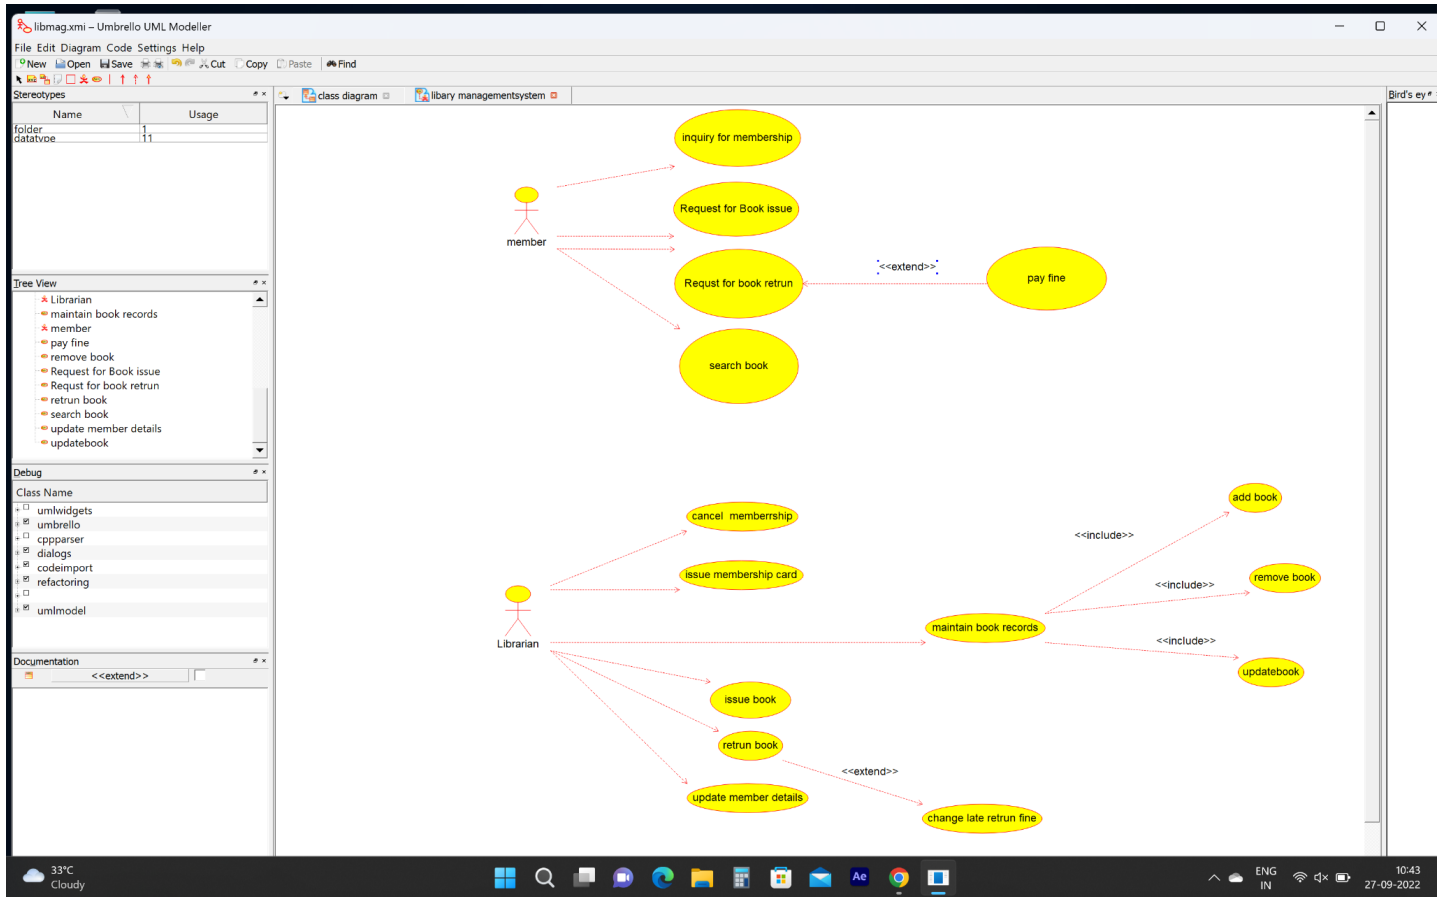 libmag.xmi – Umbrello UML Modeller
File Edit Diagram Code Settings Help
New Open Save Cut Copy Paste Find
Stereotypes
Name Usage
folder 1
datatype 11
Tree View
Librarian
maintain book records
member
pay fine
remove book
Request for Book issue
Requst for book retrun
retrun book
search book
update member details
updatebook
Debug
Class Name
umlwidgets
umbrello
cppparser
dialogs
codeimport
refactoring
umlmodel
Documentation
<<extend>>
class diagram
libary managementsystem
Bird's ey
inquiry for membership
member
Request for Book issue
Requst for book retrun
<<extend>>
pay fine
search book
cancel memberrship
issue membership card
Librarian
maintain book records
<<include>>
add book
<<include>>
remove book
<<include>>
updatebook
issue book
retrun book
<<extend>>
update member details
change late retrun fine
33°C
Cloudy
Ae
ENG
IN
10:43
27-09-2022